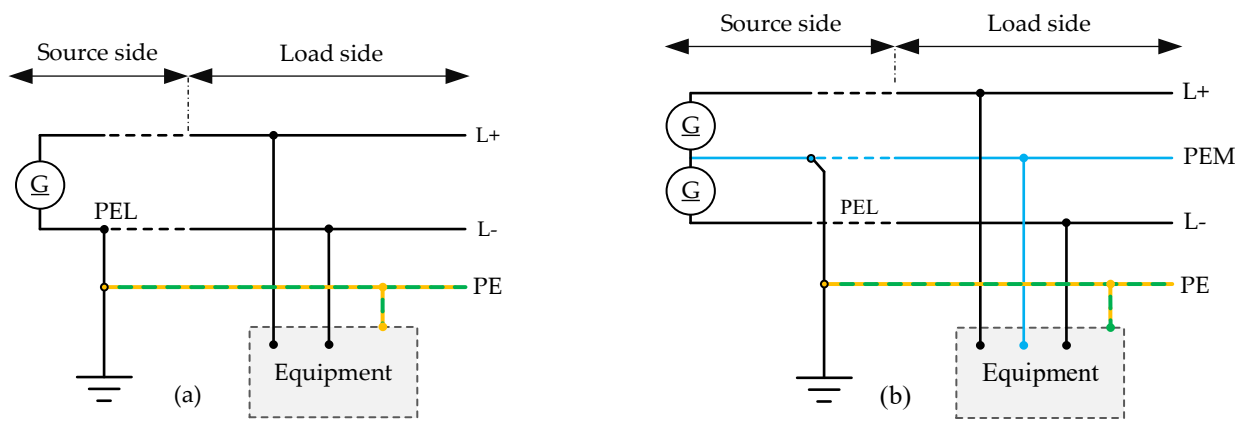 Source side
Load side
G
L+
PEL
L-
PE
Equipment
(a)
Source side
Load side
G
G
L+
PEM
PEL
L-
PE
Equipment
(b)